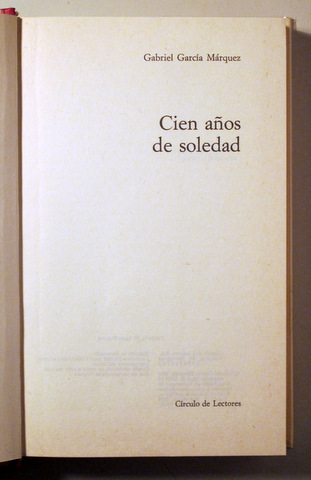 Gabriel García Márquez
Cien años
de soledad
Círculo de Lectores